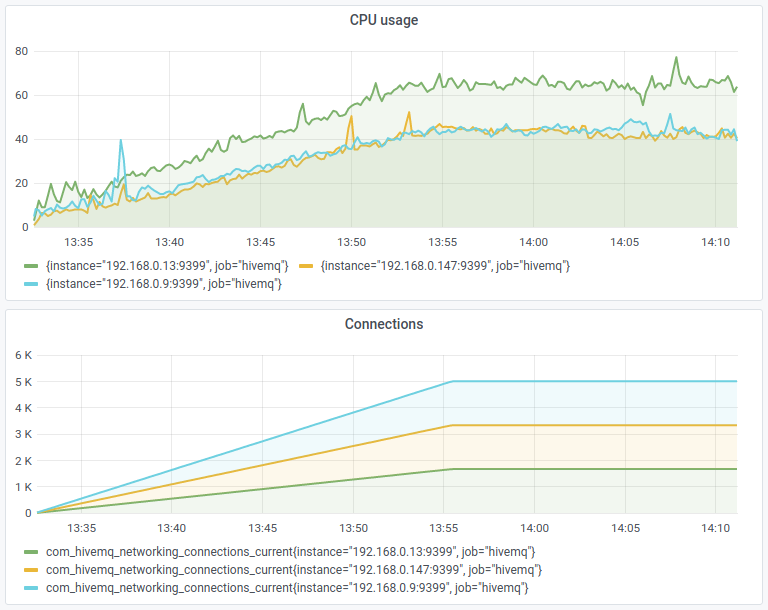 CPU usage
80
60
40
20
0
13:35 13:40 13:45 13:50 13:55 14:00 14:05 14:10
{instance="192.168.0.13:9399", job="hivemq"} {instance="192.168.0.147:9399", job="hivemq"}
{instance="192.168.0.9:9399", job="hivemq"}
Connections
6 K
5 K
4 K
3 K
2 K
1 K
0
13:35 13:40 13:45 13:50 13:55 14:00 14:05 14:10
com_hivemq_networking_connections_current{instance="192.168.0.13:9399", job="hivemq"}
com_hivemq_networking_connections_current{instance="192.168.0.147:9399", job="hivemq"}
com_hivemq_networking_connections_current{instance="192.168.0.9:9399", job="hivemq"}